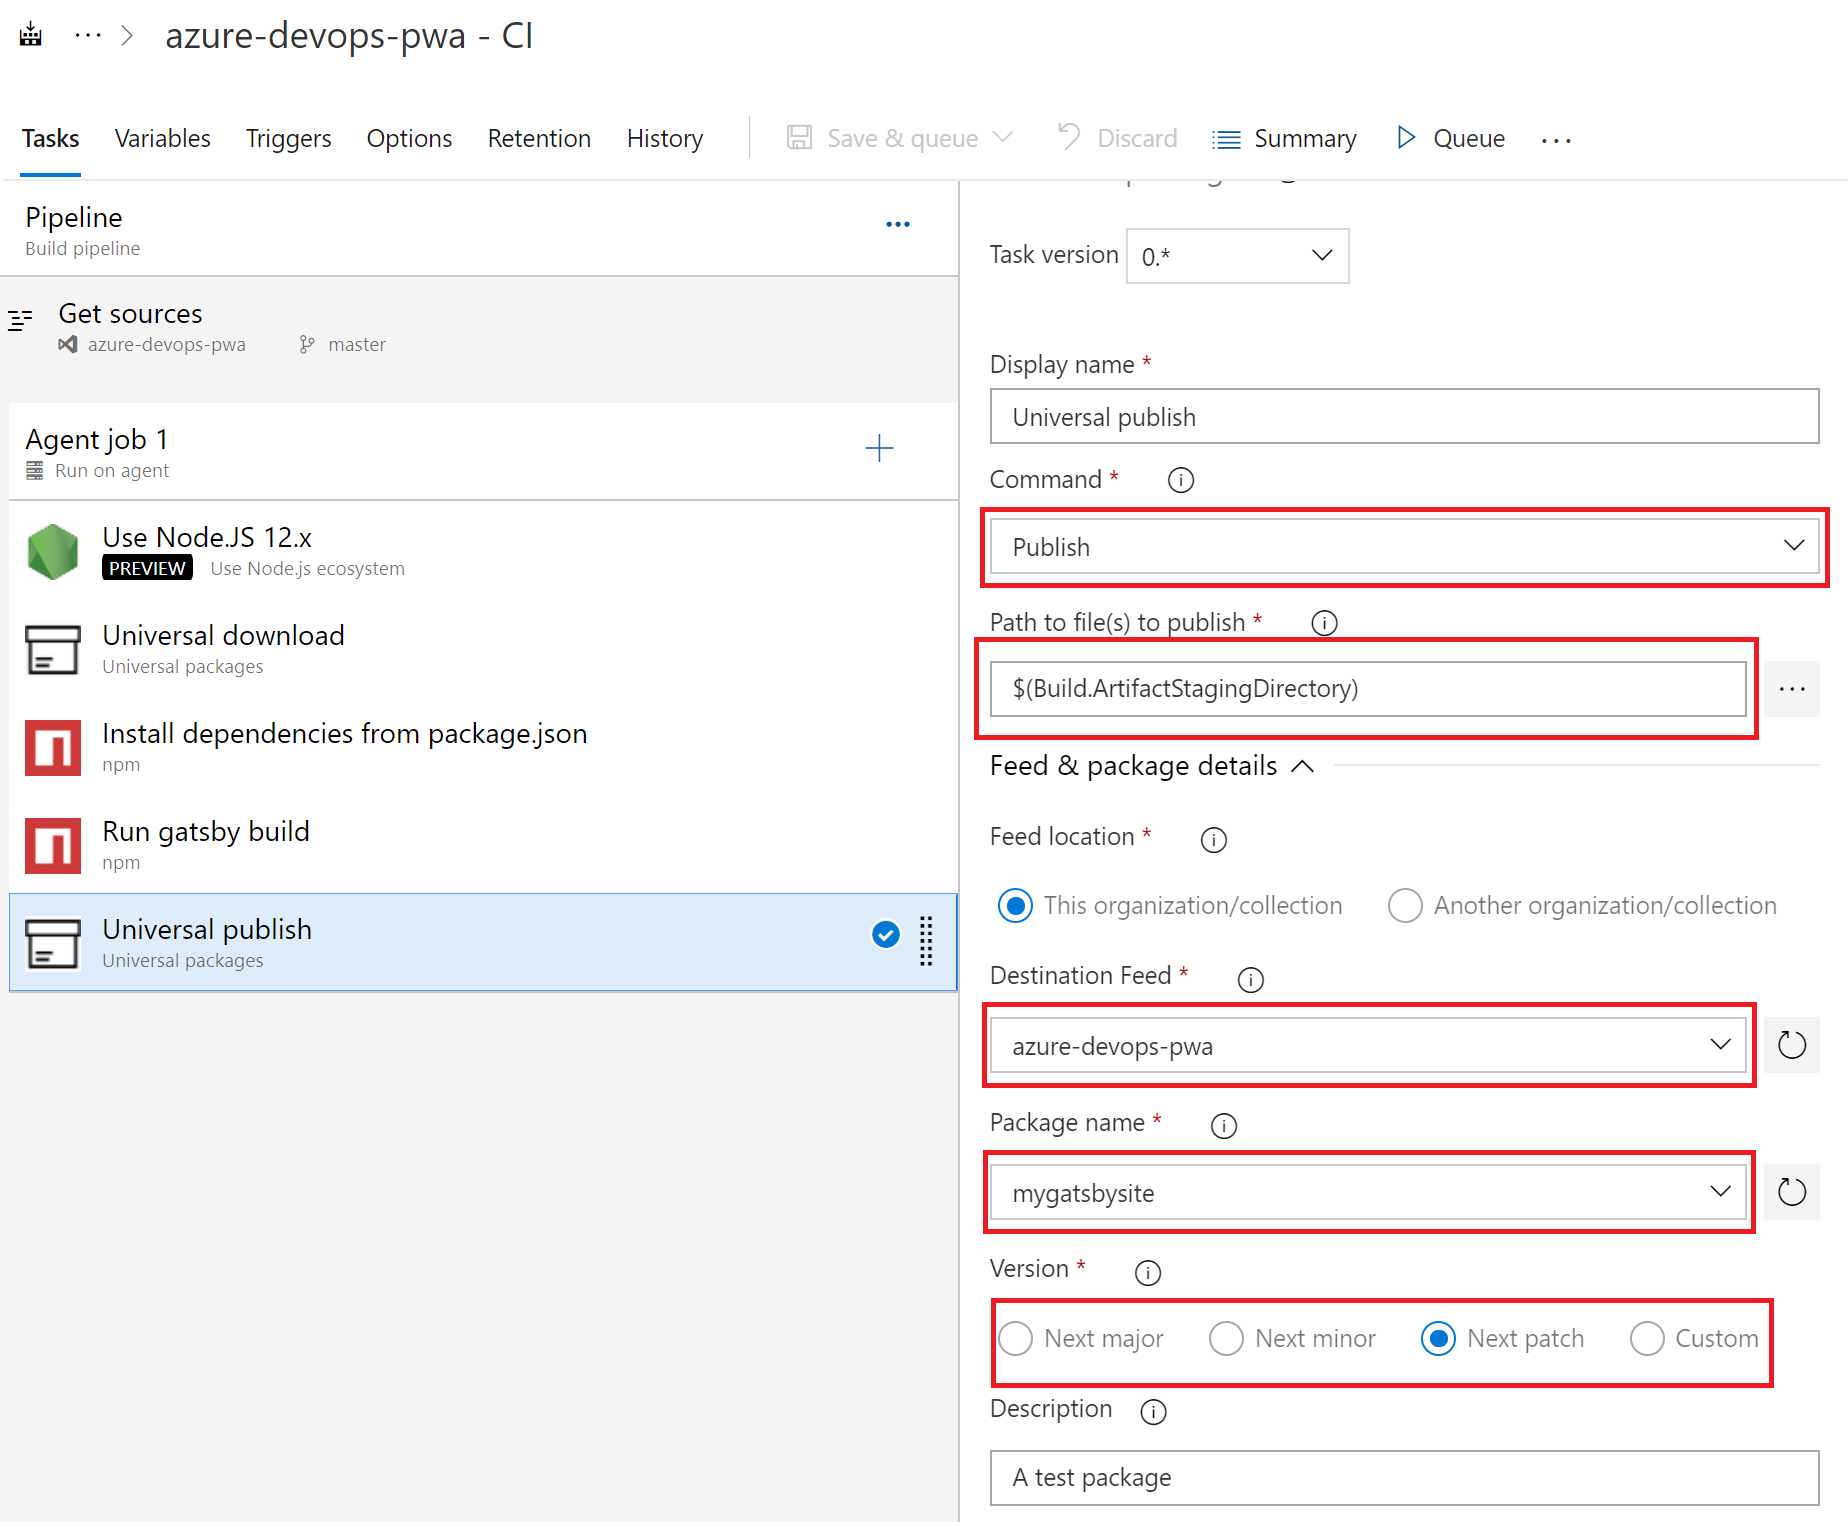 azure-devops-pwa - CI
Tasks Variables Triggers Options Retention History Save & queue Discard Summary Queue ...
Pipeline
Build pipeline
Get sources
azure-devops-pwa master
Agent job 1
Run on agent
Use Node.JS 12.x
PREVIEW Use Node.js ecosystem
Universal download
Universal packages
Install dependencies from package.json
npm
Run gatsby build
npm
Universal publish
Universal packages
Task version 0.*
Display name *
Universal publish
Command *
Publish
Path to file(s) to publish *
$(Build.ArtifactStagingDirectory)
Feed & package details
Feed location *
This organization/collection Another organization/collection
Destination Feed *
azure-devops-pwa
Package name *
mygatsbysite
Version *
Next major Next minor Next patch Custom
Description
A test package